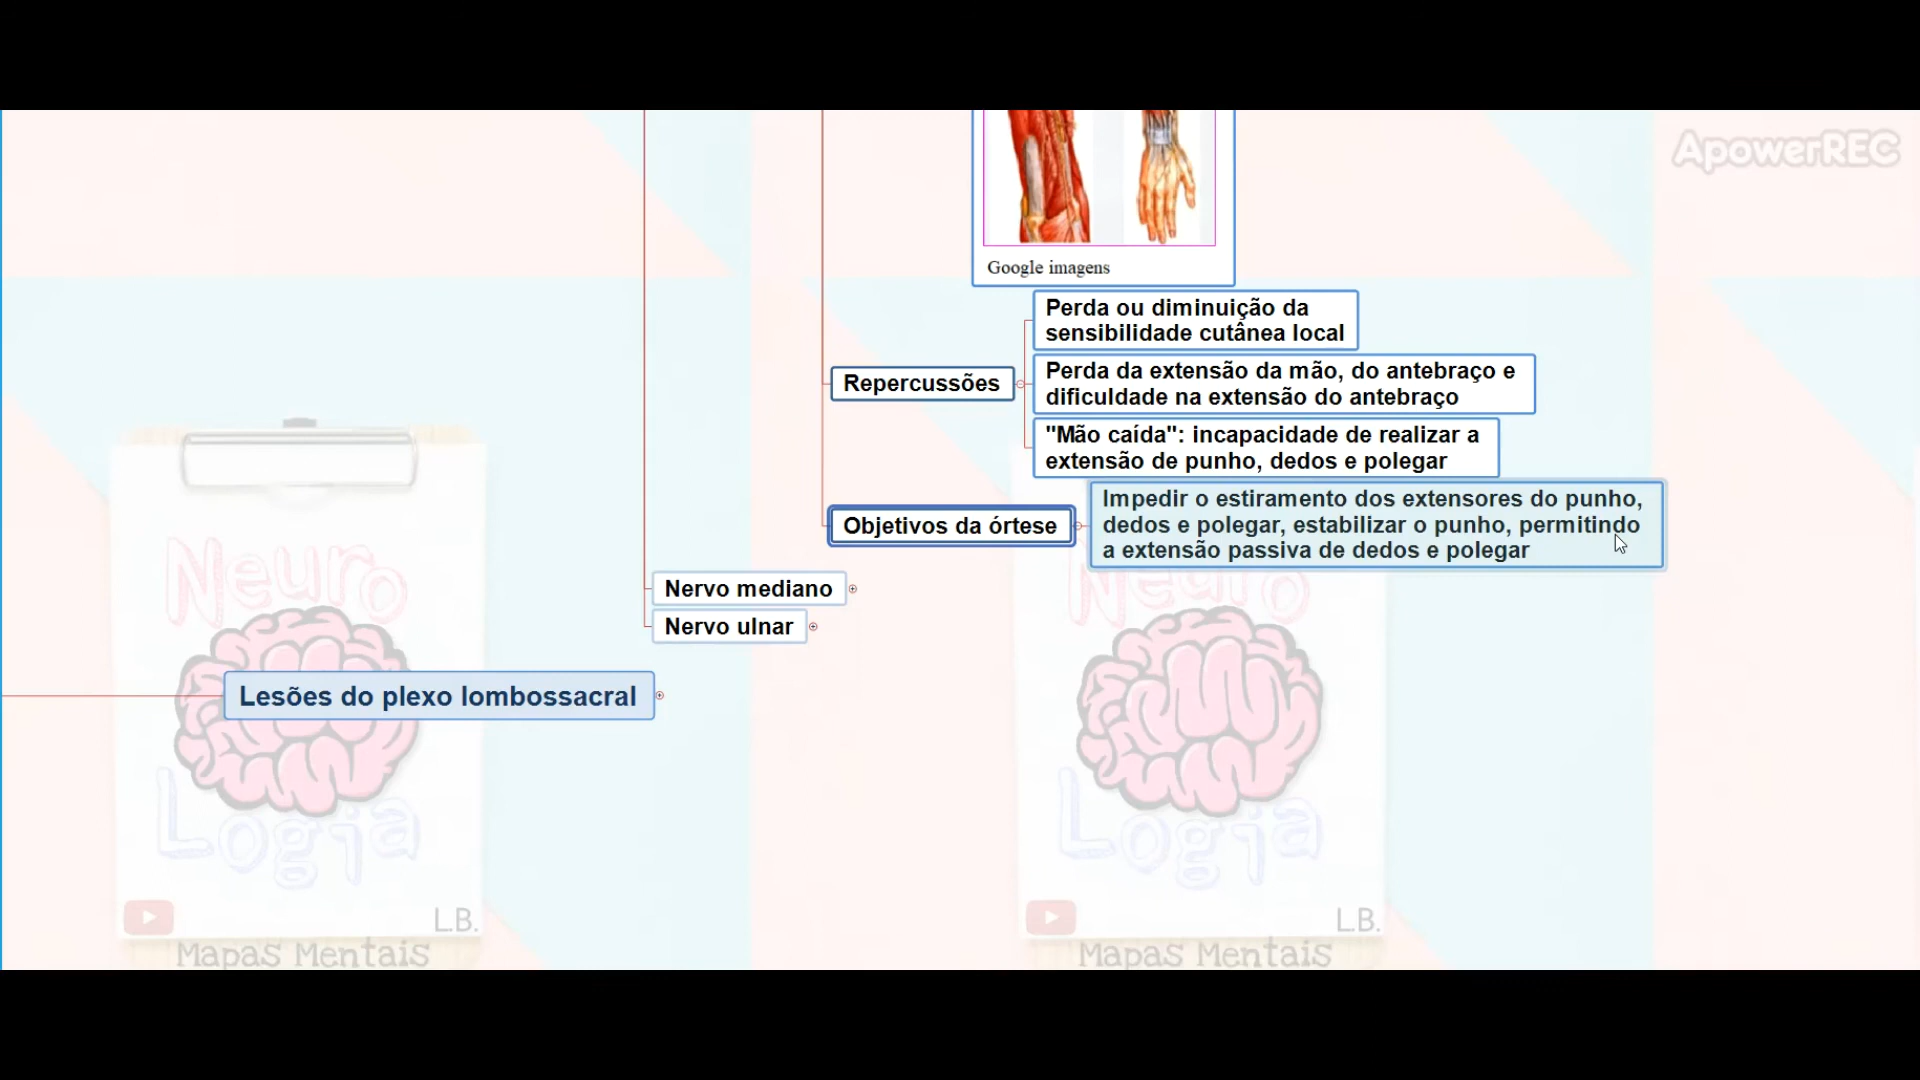 ApowerREC
Google imagens
Perda ou diminuição da
sensibilidade cutânea local
Repercussões
Perda da extensão da mão, do antebraço e
dificuldade na extensão do antebraço
"Mão caída": incapacidade de realizar a
extensão de punho, dedos e polegar
Objetivos da órtese
Impedir o estiramento dos extensores do punho,
dedos e polegar, estabilizar o punho, permitindo
a extensão passiva de dedos e polegar
Nervo mediano
Nervo ulnar
Lesões do plexo lombossacral
Neuro
Logia
L.B.
Mapas Mentais
Neuro
Logia
L.B.
Mapas Mentais